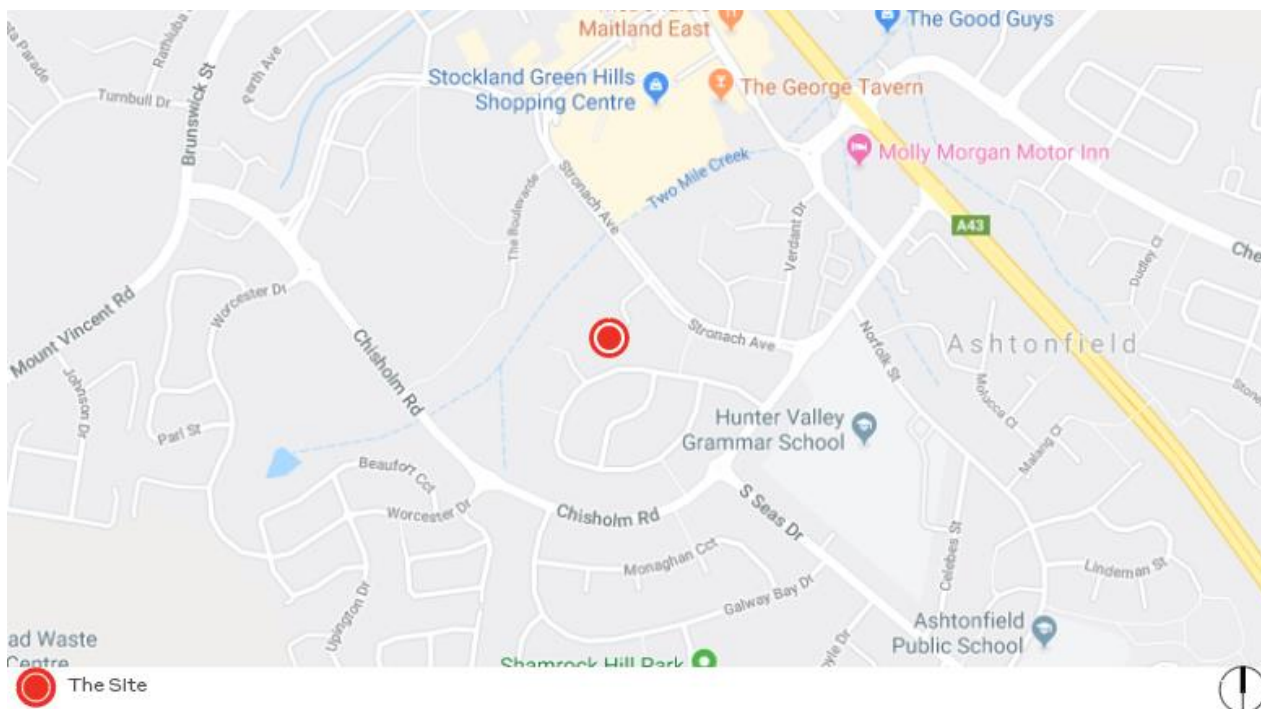 Maitland East
The Good Guys
Rathluba
Perth Ave
Parade
Turnbull Dr
Brunswick St
Stockland Green Hills
Shopping Centre
The George Tavern
Molly Morgan Motor Inn
Two Mile Creek
Stronach Ave
The Boulevarde
Verdant Dr
A43
Dudley Cl
Che
Worcester Dr
Mount Vincent Rd
Chisholm Rd
Stronach Ave
Norfolk St
Ashtonfield
Johnson Dr
Molucca Cl
Hunter Valley
Grammar School
Parl St
Malang Cl
Beaufort Cct
Worcester Dr
Chisholm Rd
S Seas Dr
Monaghan Cct
Celebes St
Lindeman St
Galway Bay Dr
Upington Dr
Ashtonfield
Public School
oyle Dr
ad Waste
Centre
Shamrock Hill Park
The SIte